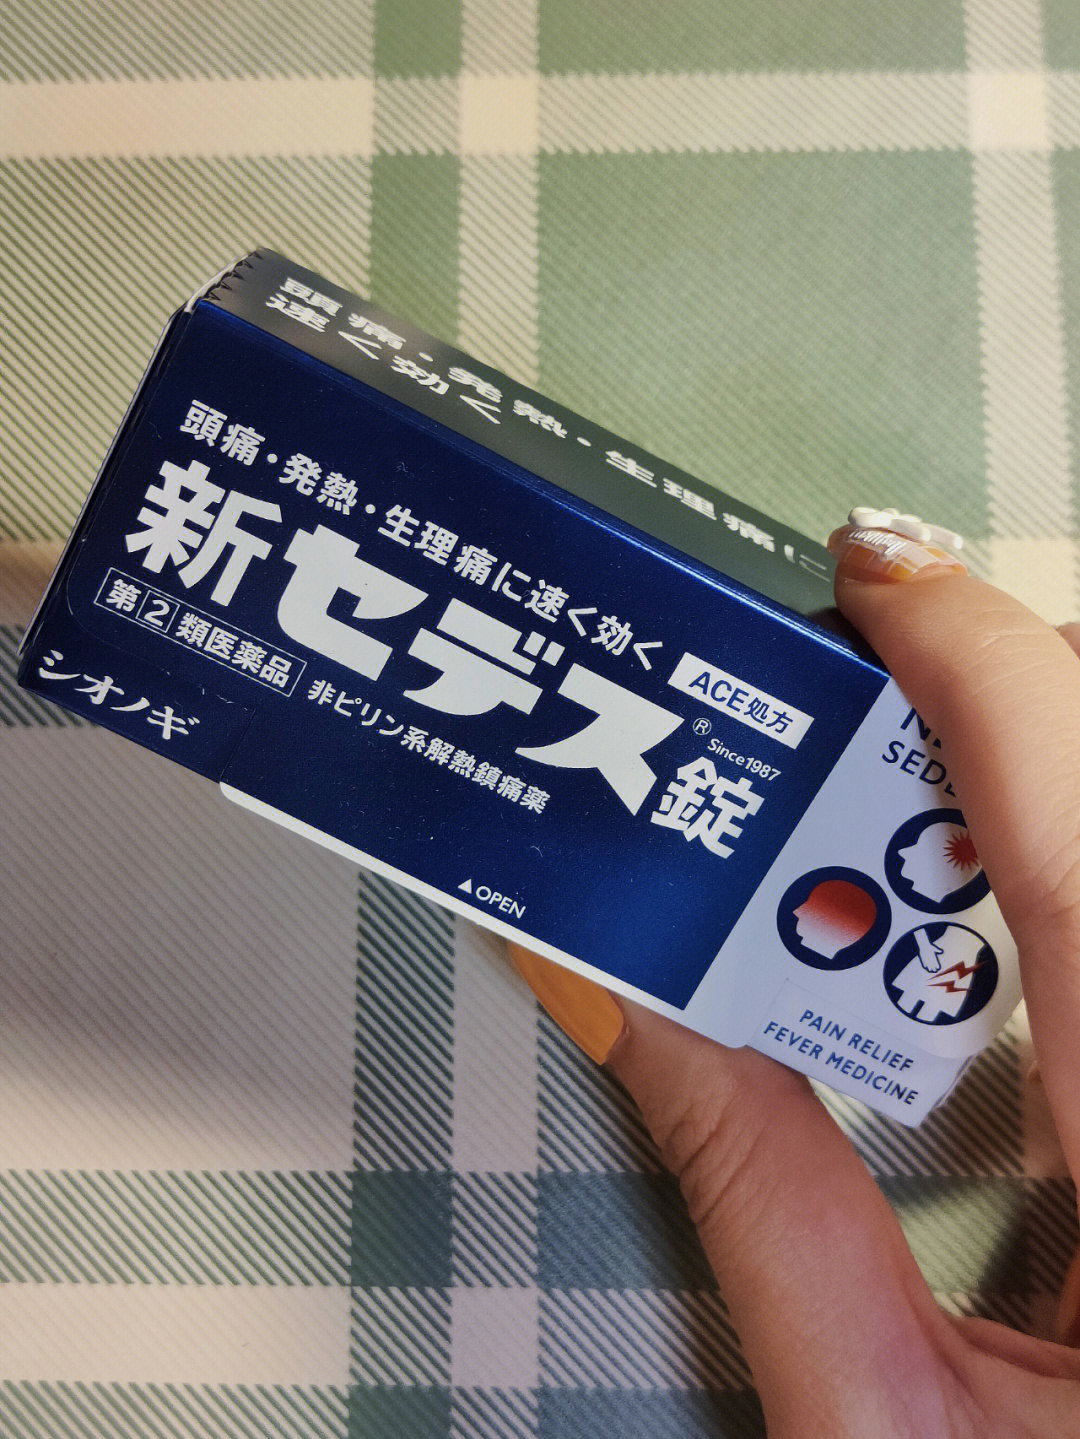 頭痛・発熱・生理痛に
速く効く
頭痛・発熱・生理痛に速く効く
新セデス®錠
ACE処方
Since1987
第2類医薬品
非ピリン系解熱鎮痛薬
シオノギ
▲OPEN
PAIN RELIEF
FEVER MEDICINE